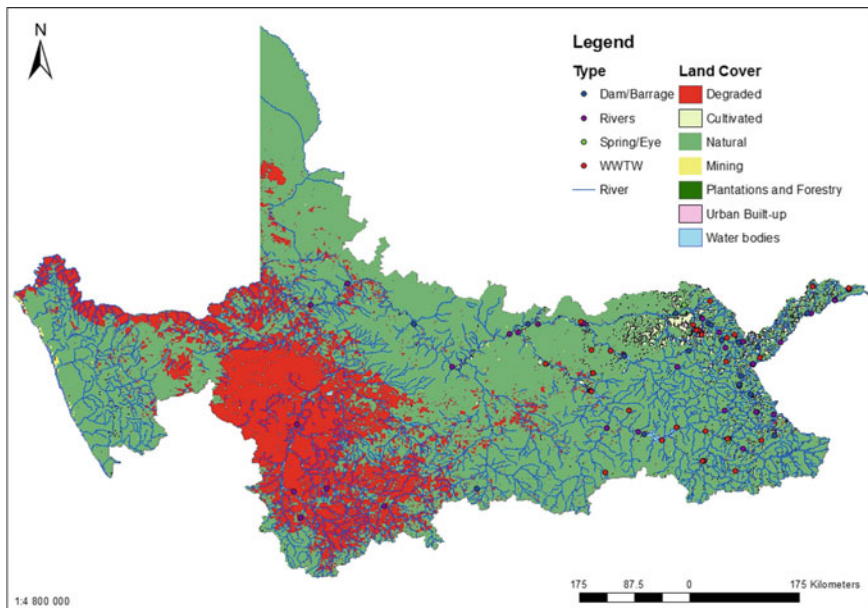 N
Legend
Type
Dam/Barrage
Rivers
Spring/Eye
WWTW
River
Land Cover
Degraded
Cultivated
Natural
Mining
Plantations and Forestry
Urban Built-up
Water bodies
1:4 800 000
175 87.5 0 175 Kilometers